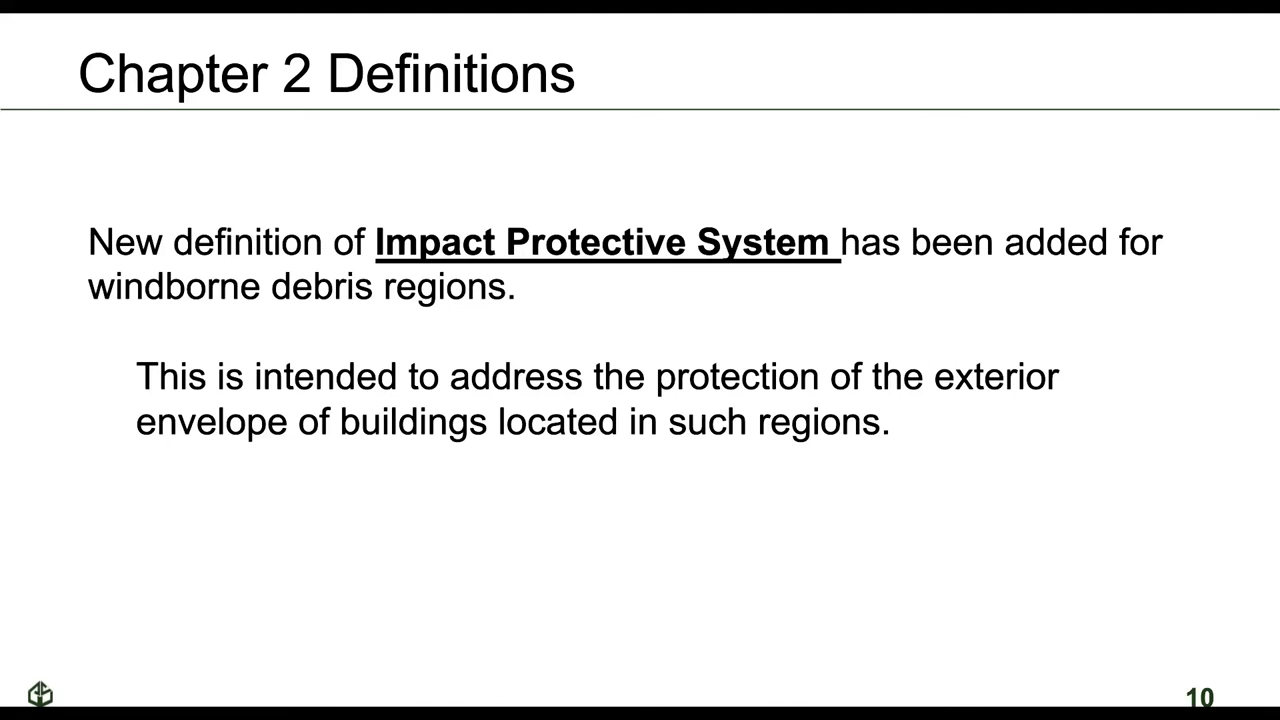 Chapter 2 Definitions
New definition of Impact Protective System has been added for
windborne debris regions.
This is intended to address the protection of the exterior
envelope of buildings located in such regions.
10